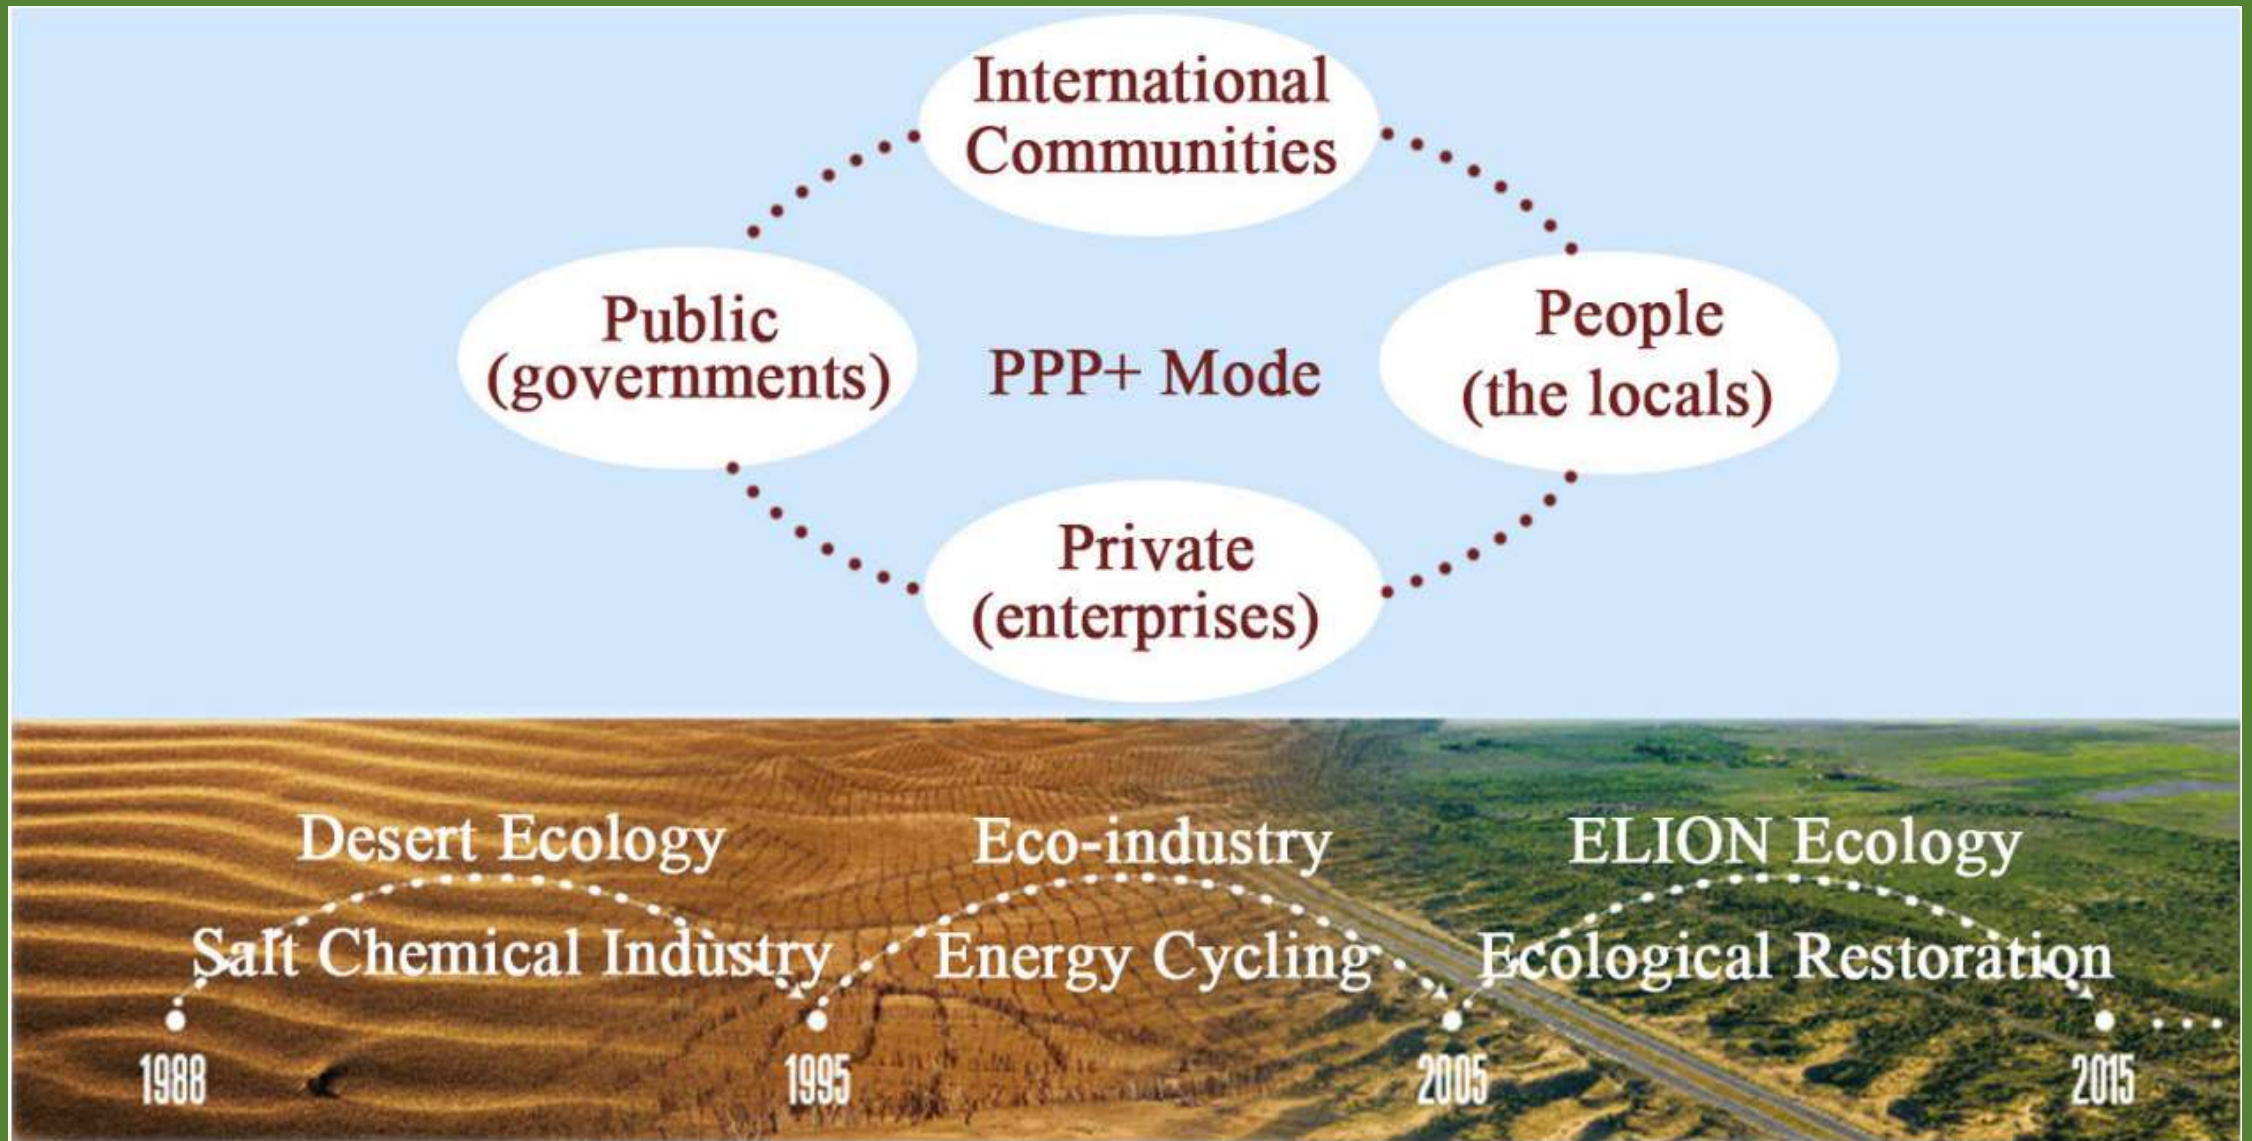 International
Communities
Public
(governments)
PPP+ Mode
People
(the locals)
Private
(enterprises)
Desert Ecology
Eco-industry
ELION Ecology
Salt Chemical Industry
Energy Cycling
Ecological Restoration
1988
1995
2005
2015